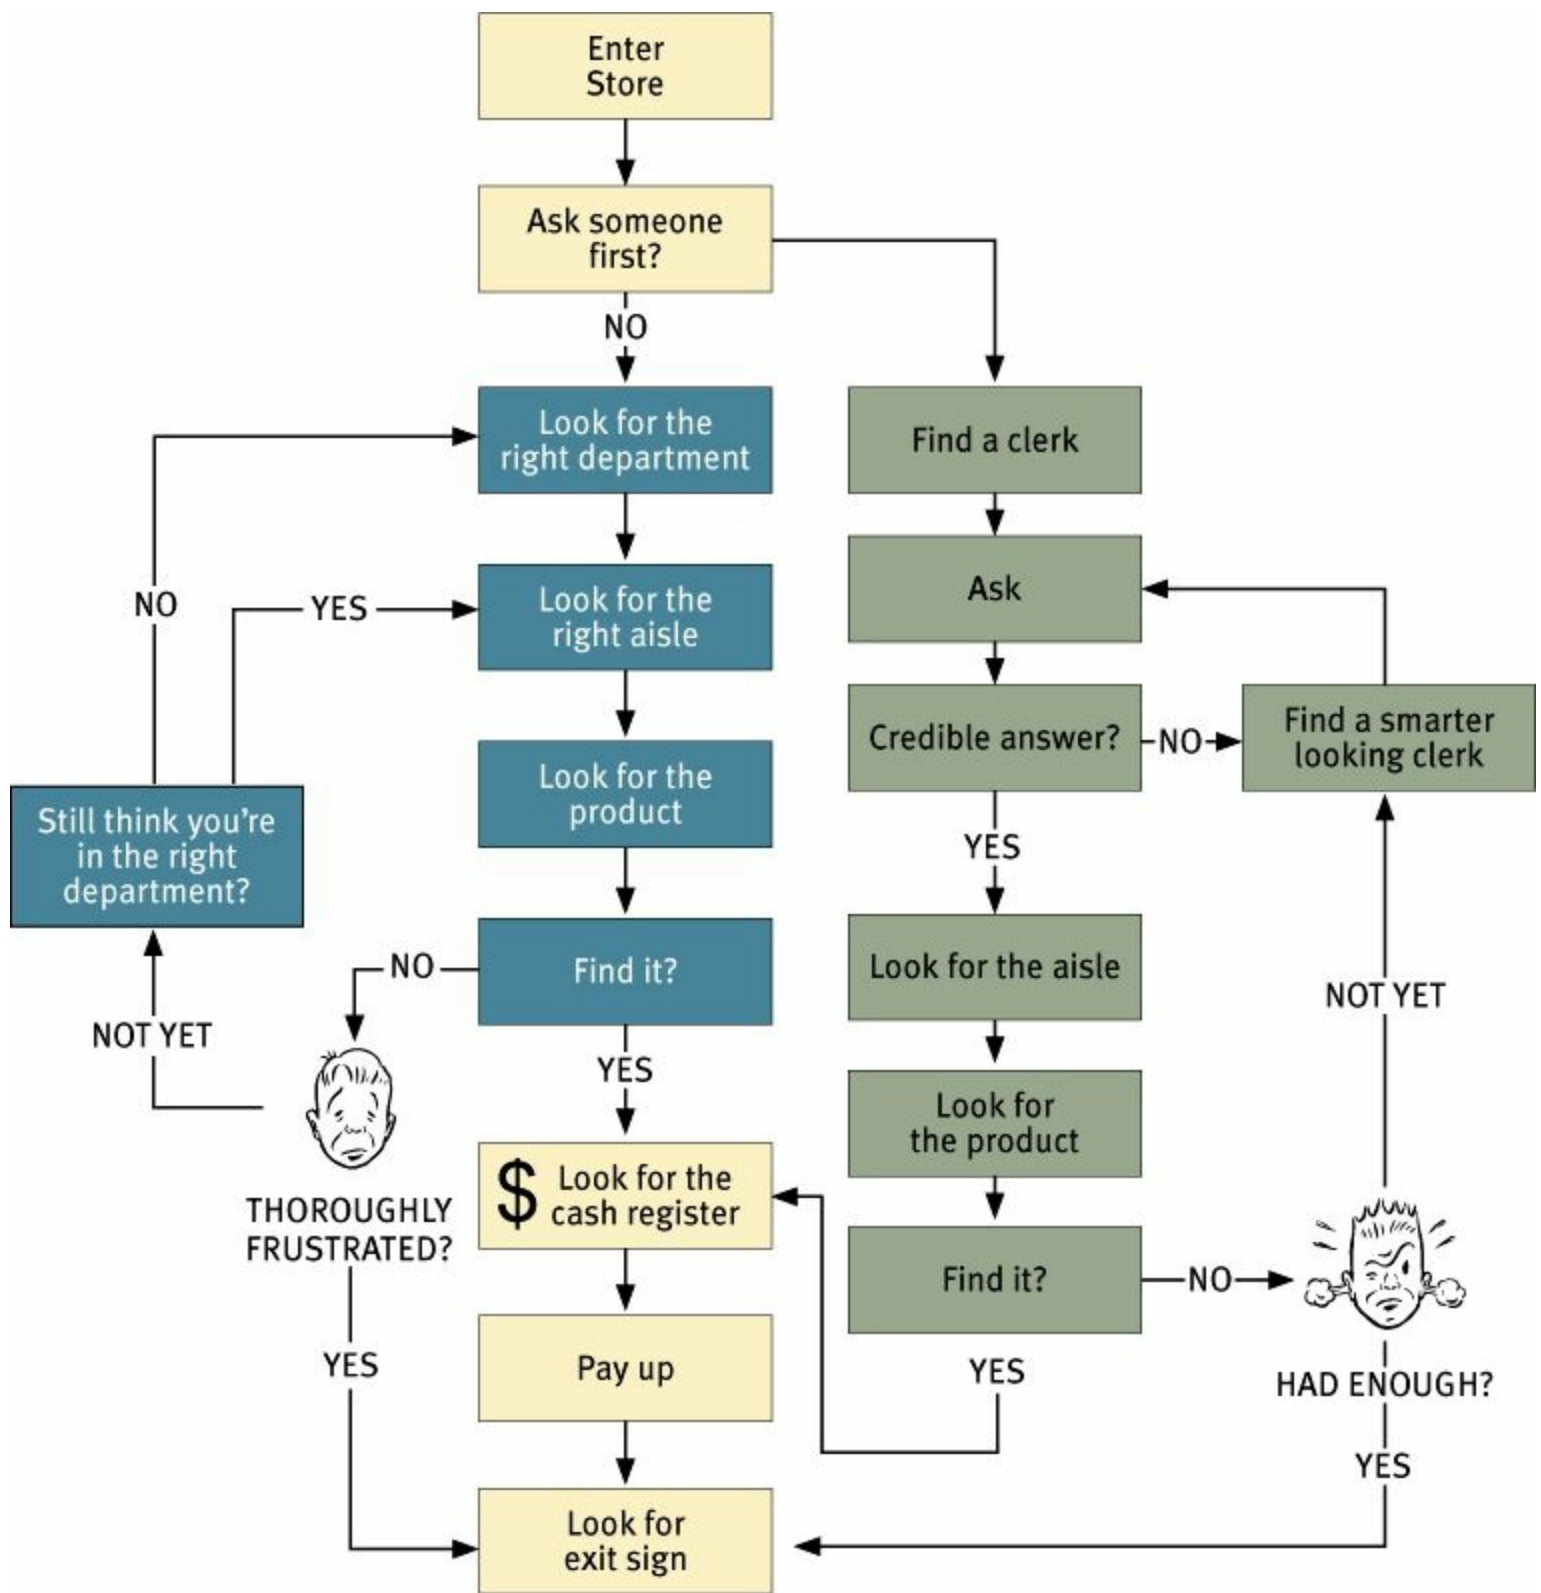 Enter
Store
Ask someone
first?
NO
Look for the
right department
Find a clerk
Ask
NO
YES
Look for the
right aisle
Credible answer?
NO
Find a smarter
looking clerk
Look for the
product
Still think you're
in the right
department?
YES
Find it?
NO
Look for the aisle
NOT YET
NOT YET
YES
Look for
the product
$ Look for the
cash register
THOROUGHLY
FRUSTRATED?
Find it?
NO
YES
Pay up
YES
HAD ENOUGH?
YES
Look for
exit sign